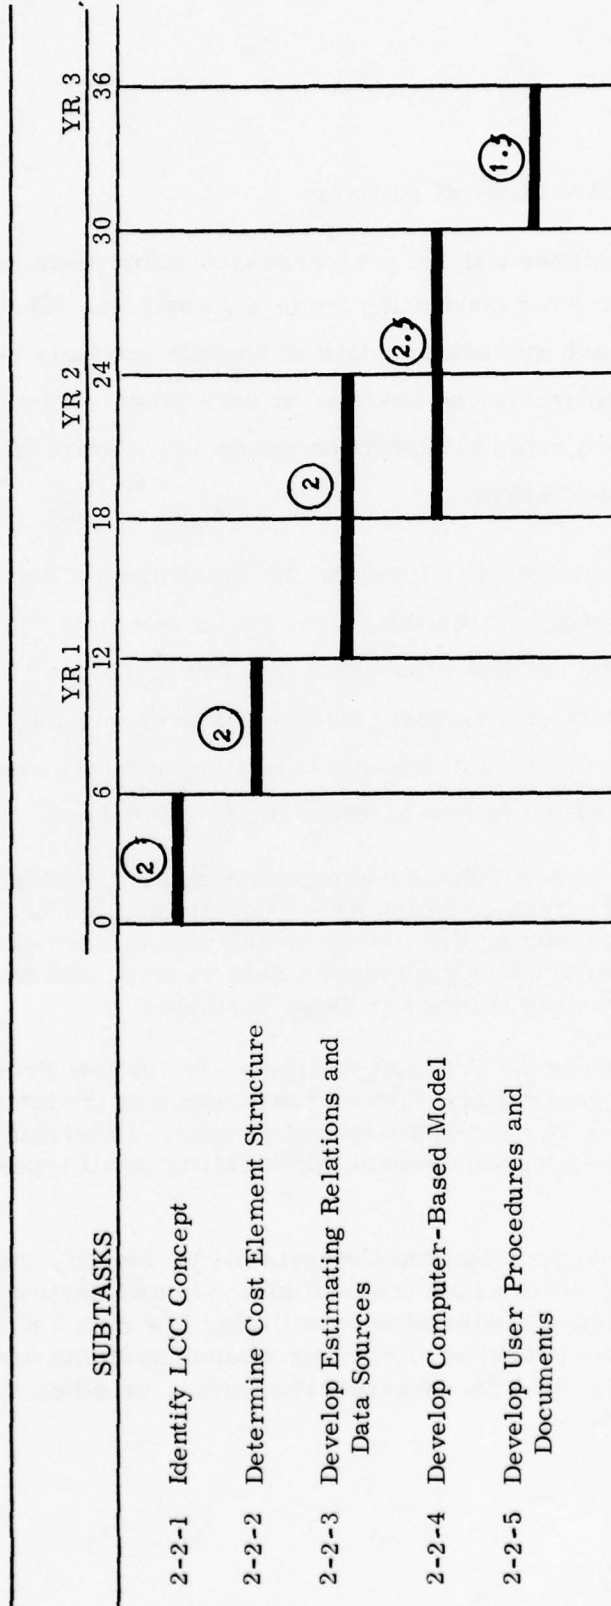 YR 1 YR 2 YR 3
SUBTASKS 0 6 12 18 24 30 36
2-2-1 Identify LCC Concept 2
2-2-2 Determine Cost Element Structure 2
2-2-3 Develop Estimating Relations and
Data Sources 2
2-2-4 Develop Computer-Based Model 2.5
2-2-5 Develop User Procedures and
Documents 1.5